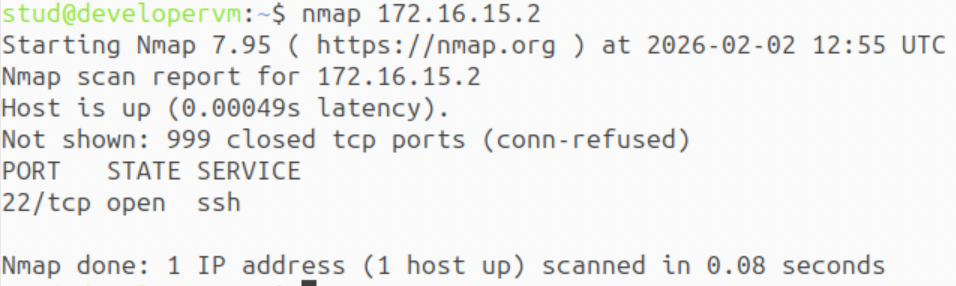 stud@developervm:~$ nmap 172.16.15.2
Starting Nmap 7.95 ( https://nmap.org ) at 2026-02-02 12:55 UTC
Nmap scan report for 172.16.15.2
Host is up (0.00049s latency).
Not shown: 999 closed tcp ports (conn-refused)
PORT   STATE SERVICE
22/tcp open  ssh

Nmap done: 1 IP address (1 host up) scanned in 0.08 seconds